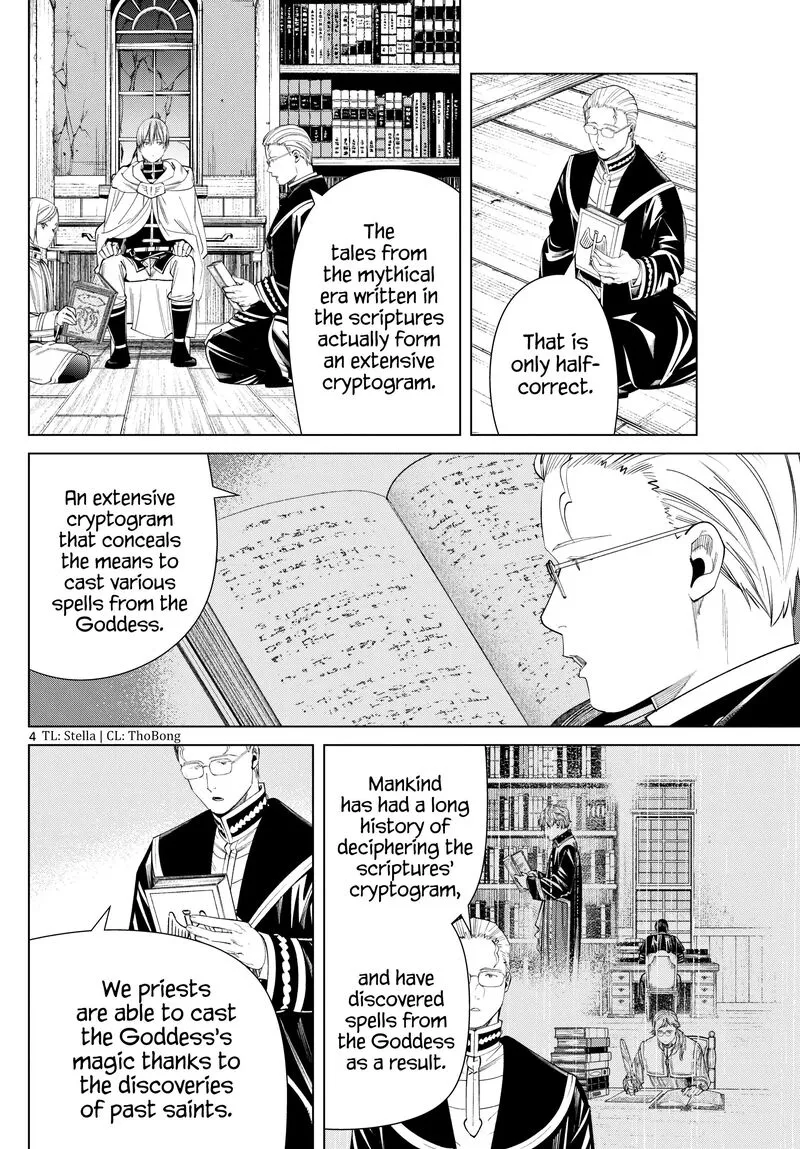 That is
only half-
correct.
The
tales from
the mythical
era written in
the scriptures
actually form
an extensive
cryptogram.
An extensive
cryptogram
that conceals
the means to
cast various
spells from the
Goddess.
4 TL: Stella | CL: ThoBong
Mankind
has had a long
history of
deciphering the
scriptures'
cryptogram,
and have
discovered
spells from
the Goddess
as a result.
We priests
are able to cast
the Goddess's
magic thanks to
the discoveries
of past saints.